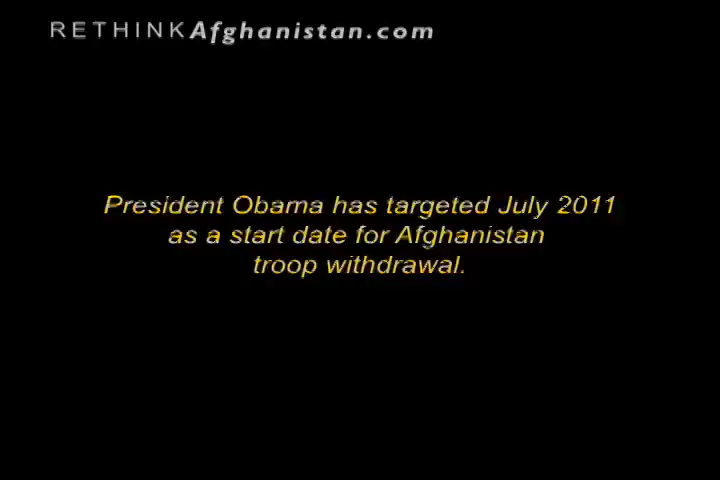 RETHINKAfghanistan.com
President Obama has targeted July 2011
as a start date for Afghanistan
troop withdrawal.